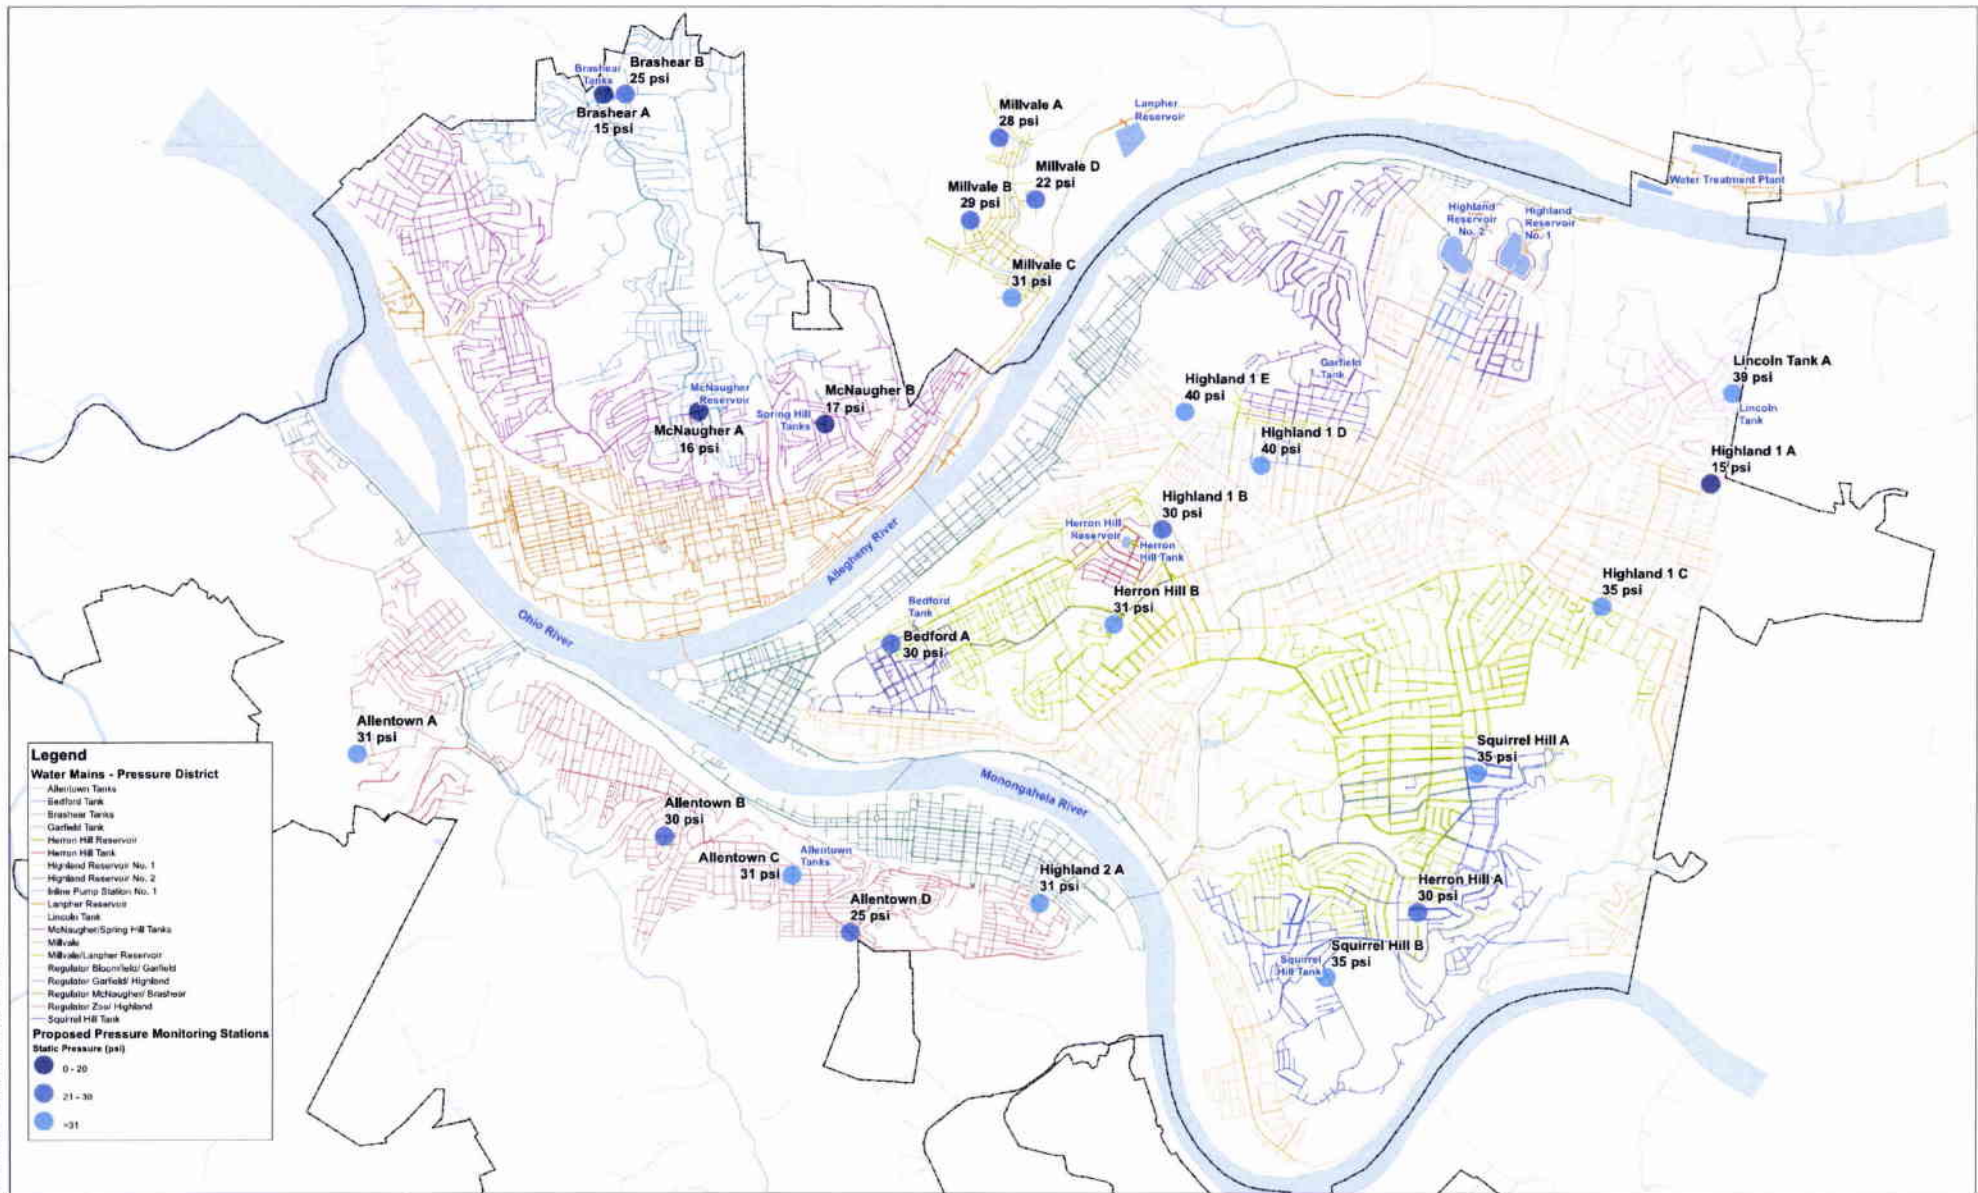 Brashear
Tanks
Brashear B
25 psi
Brashear A
15 psi
Millvale A
28 psi
Lanpher
Reservoir
Millvale D
22 psi
Millvale B
29 psi
Millvale C
31 psi
Water Treatment Plant
Highland
Reservoir
No. 2
Highland
Reservoir
No. 1
McNaugher
Reservoir
McNaugher A
16 psi
McNaugher B
17 psi
Spring Hill
Tanks
Highland 1 E
40 psi
Garfield
Tank
Highland 1 D
40 psi
Lincoln Tank A
39 psi
Lincoln
Tank
Highland 1 A
15 psi
Highland 1 B
30 psi
Herron Hill
Reservoir
Herron
Hill Tank
Herron Hill B
31 psi
Highland 1 C
35 psi
Allegheny River
Ohio River
Bedford
Tank
Bedford A
30 psi
Allentown A
31 psi
Squirrel Hill A
35 psi
Monongahela River
Allentown B
30 psi
Allentown C
31 psi
Allentown
Tanks
Allentown D
25 psi
Highland 2 A
31 psi
Herron Hill A
30 psi
Squirrel Hill B
35 psi
Squirrel
Hill Tank
Legend
Water Mains - Pressure District
Allentown Tanks
Bedford Tank
Brashear Tanks
Garfield Tank
Herron Hill Reservoir
Herron Hill Tank
Highland Reservoir No. 1
Highland Reservoir No. 2
Inline Pump Station No. 1
Lanpher Reservoir
Lincoln Tank
McNaugher/Spring Hill Tanks
Millvale
Millvale/Lanpher Reservoir
Regulator Bloomfield/ Garfield
Regulator Garfield/ Highland
Regulator McNaugher/ Brashear
Regulator Zoo/ Highland
Squirrel Hill Tank
Proposed Pressure Monitoring Stations
Static Pressure (psi)
0 - 20
21 - 30
>31